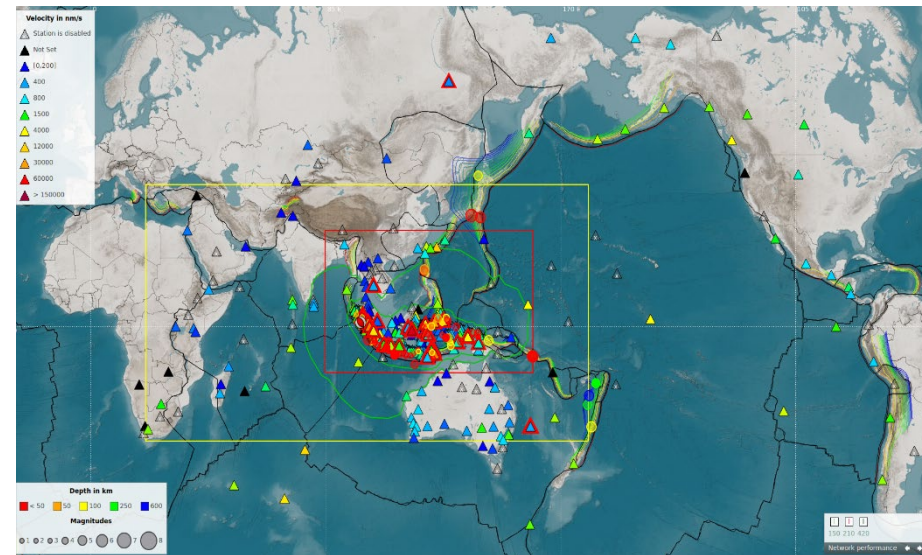 Velocity in nm/s
Station is disabled
Not Set
[0,200]
400
800
1500
4000
12000
30000
60000
> 150000
170 E
Depth in km
< 50
50
100
250
600
Magnitudes
1 2 3 4 5 6 7 8
150 210 420
Network performance